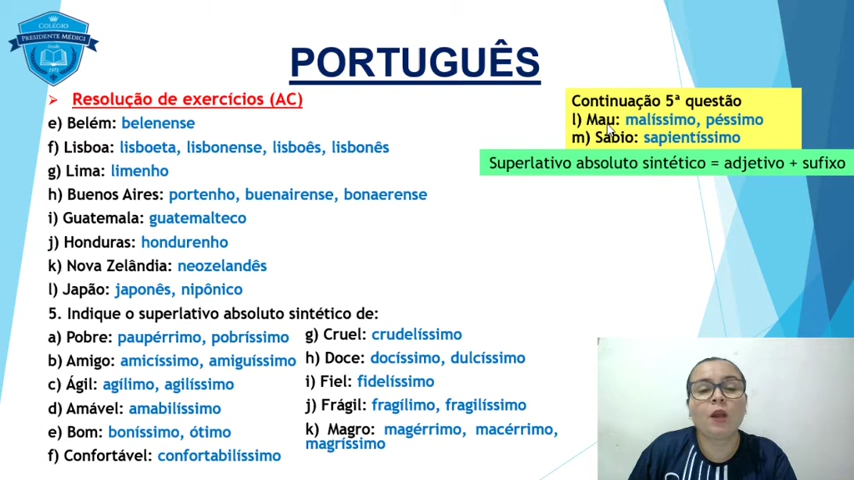 COLÉGIO
PRESIDENTE MÉDICI
Desde
1973
PORTUGUÊS
Resolução de exercícios (AC)
e) Belém: belenense
f) Lisboa: lisboeta, lisbonense, lisboês, lisbonês
g) Lima: limenho
h) Buenos Aires: portenho, buenairense, bonaerense
i) Guatemala: guatemalteco
j) Honduras: hondurenho
k) Nova Zelândia: neozelandês
l) Japão: japonês, nipônico
5. Indique o superlativo absoluto sintético de:
a) Pobre: paupérrimo, pobríssimo
b) Amigo: amicíssimo, amiguíssimo
c) Ágil: agílimo, agilíssimo
d) Amável: amabilíssimo
e) Bom: boníssimo, ótimo
f) Confortável: confortabilíssimo
g) Cruel: crudelíssimo
h) Doce: docíssimo, dulcíssimo
i) Fiel: fidelíssimo
j) Frágil: fragílimo, fragilíssimo
k) Magro: magérrimo, macérrimo,
magríssimo
Continuação 5ª questão
l) Mau: malíssimo, péssimo
m) Sábio: sapientíssimo
Superlativo absoluto sintético = adjetivo + sufixo